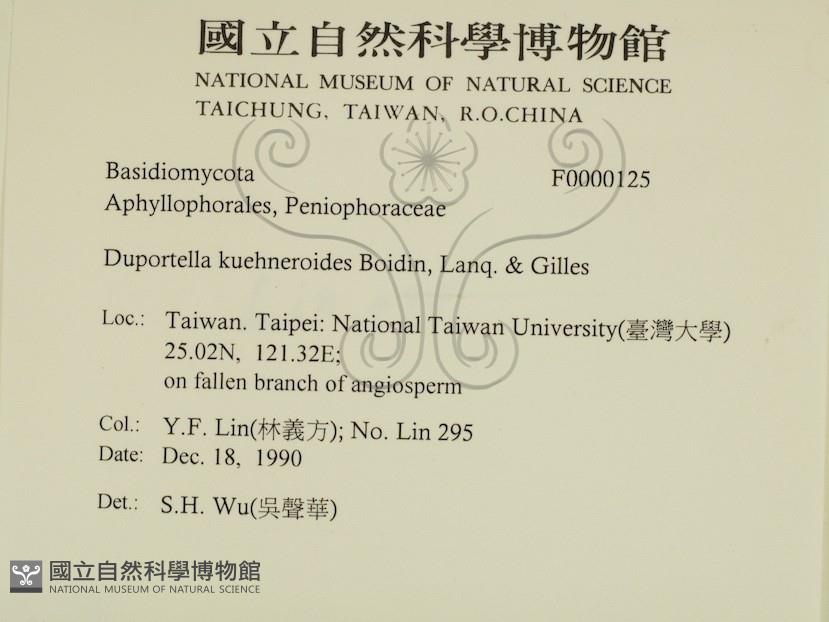 國立自然科學博物館
NATIONAL MUSEUM OF NATURAL SCIENCE
TAICHUNG, TAIWAN, R.O.CHINA
Basidiomycota F0000125
Aphyllophorales, Peniophoraceae
Duportella kuehneroides Boidin, Lanq. & Gilles
Loc.: Taiwan. Taipei: National Taiwan University(臺灣大學)
25.02N, 121.32E;
on fallen branch of angiosperm
Col.: Y.F. Lin(林義方); No. Lin 295
Date: Dec. 18, 1990
Det.: S.H. Wu(吳聲華)
國立自然科學博物館
NATIONAL MUSEUM OF NATURAL SCIENCE